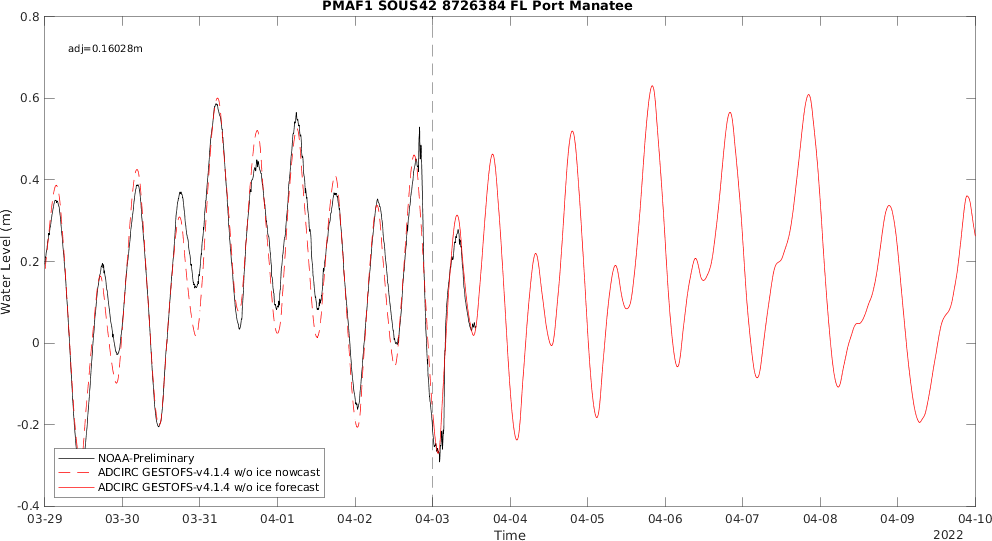 PMAF1 SOUS42 8726384 FL Port Manatee
adj=0.16028m
0.8
0.6
0.4
0.2
0
-0.2
-0.4
Water Level (m)
NOAA-Preliminary
ADCIRC GESTOFS-v4.1.4 w/o ice nowcast
ADCIRC GESTOFS-v4.1.4 w/o ice forecast
03-29 03-30 03-31 04-01 04-02 04-03 04-04 04-05 04-06 04-07 04-08 04-09 04-10
Time
2022